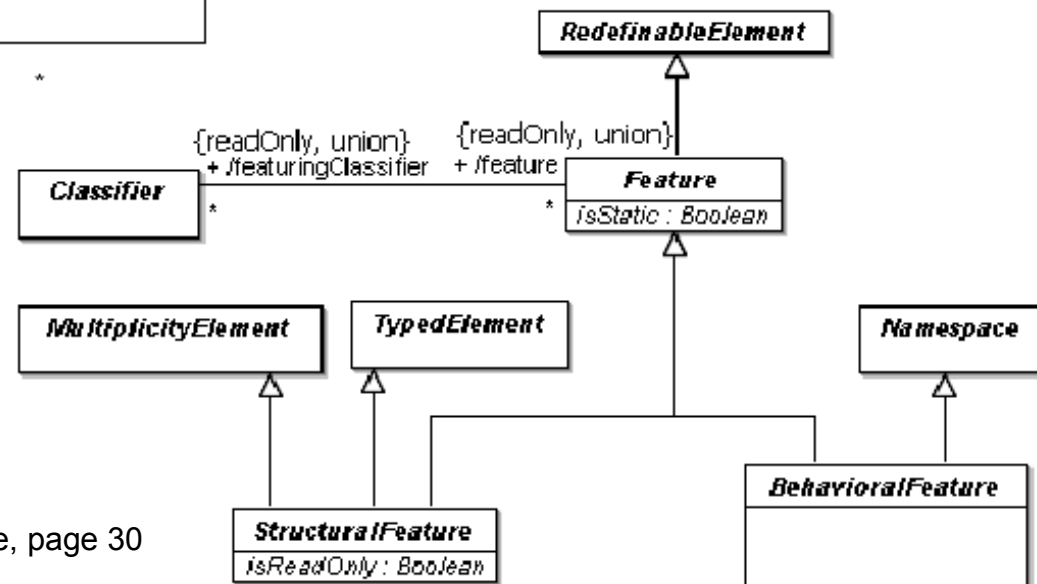 RedefinableElement
*
{readOnly, union} {readOnly, union}
+ /featuringClassifier + /feature
Classifier
Feature
* *
isStatic : Boolean
MultiplicityElement
TypedElement
Namespace
BehavioralFeature
StructuralFeature
e, page 30
isReadOnly : Boolean